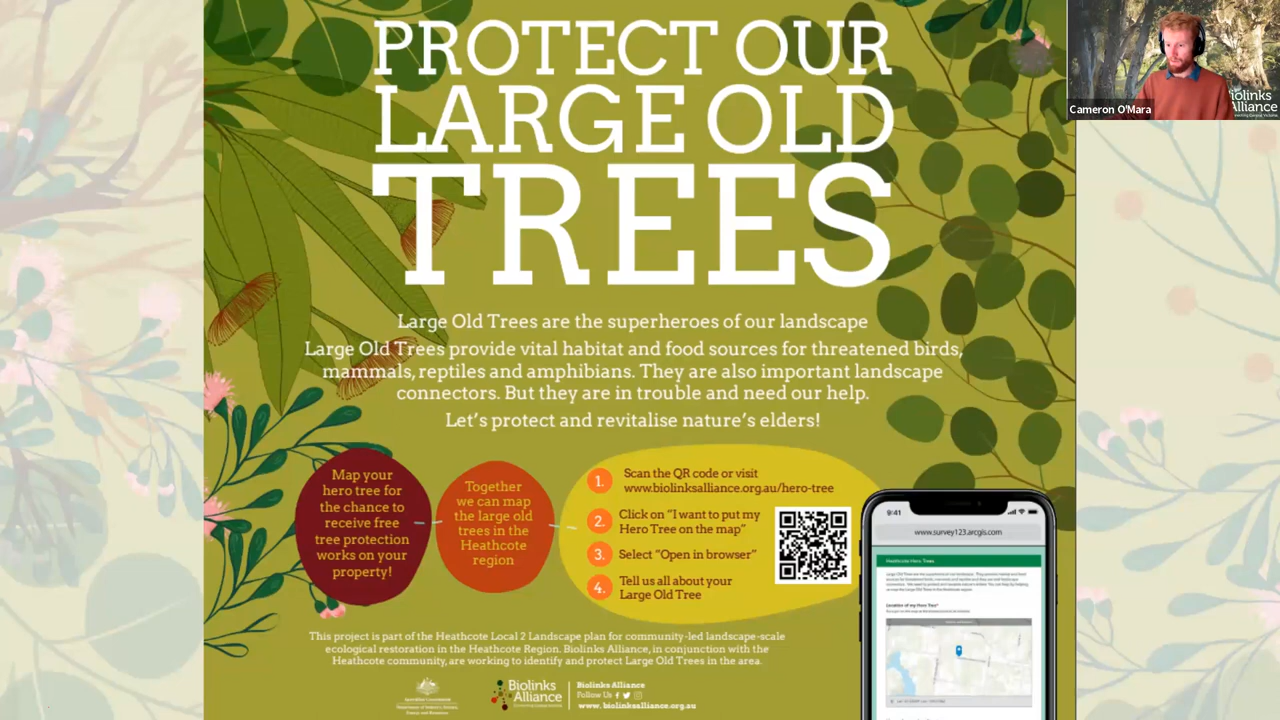 PROTECT OUR
LARGE OLD
TREES
Large Old Trees are the superheroes of our landscape
Large Old Trees provide vital habitat and food sources for threatened birds,
mammals, reptiles and amphibians. They are also important landscape
connectors. But they are in trouble and need our help.
Let's protect and revitalise nature's elders!
Map your
hero tree for
the chance to
receive free
tree protection
works on your
property!
Together
we can map
the large old
trees in the
Heathcote
region
1. Scan the QR code or visit
www.biolinksalliance.org.au/hero-tree
2. Click on "I want to put my
Hero Tree on the map"
3. Select "Open in browser"
4. Tell us all about your
Large Old Tree
9:41
www.survey123.arcgis.com
Heathcote Hero Trees
Location of my Hero Tree*
This project is part of the Heathcote Local 2 Landscape plan for community-led landscape-scale
ecological restoration in the Heathcote Region. Biolinks Alliance, in conjunction with the
Heathcote community, are working to identify and protect Large Old Trees in the area.
Australian Government
Biolinks
Alliance
Biolinks Alliance
Follow Us
www.biolinksalliance.org.au
Cameron O'Mara
Biolinks
Alliance